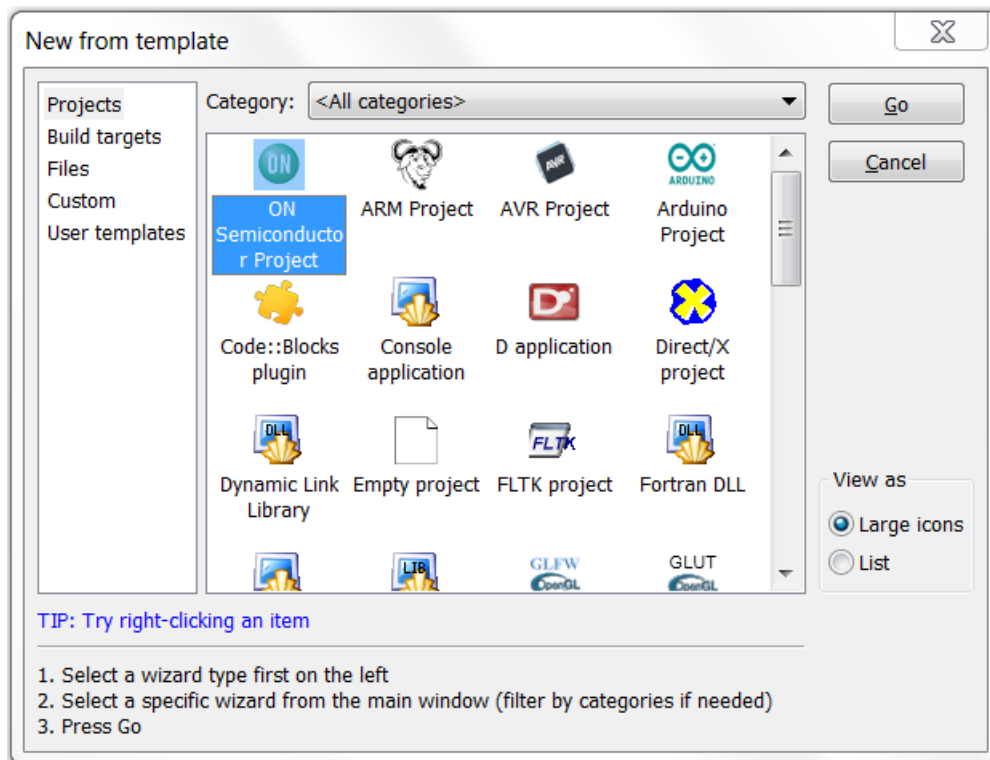 New from template
Projects
Build targets
Files
Custom
User templates
Category: <All categories>
Go
Cancel
ON
AVR
ARDUINO
ON
Semiconducto
r Project
ARM Project
AVR Project
Arduino
Project
D
Code::Blocks
plugin
Console
application
D application
Direct/X
project
DLL
FLTK
DLL
Dynamic Link
Library
Empty project
FLTK project
Fortran DLL
LIB
GLFW
OpenGL
GLUT
OpenGL
View as
Large icons
List
TIP: Try right-clicking an item
1. Select a wizard type first on the left
2. Select a specific wizard from the main window (filter by categories if needed)
3. Press Go